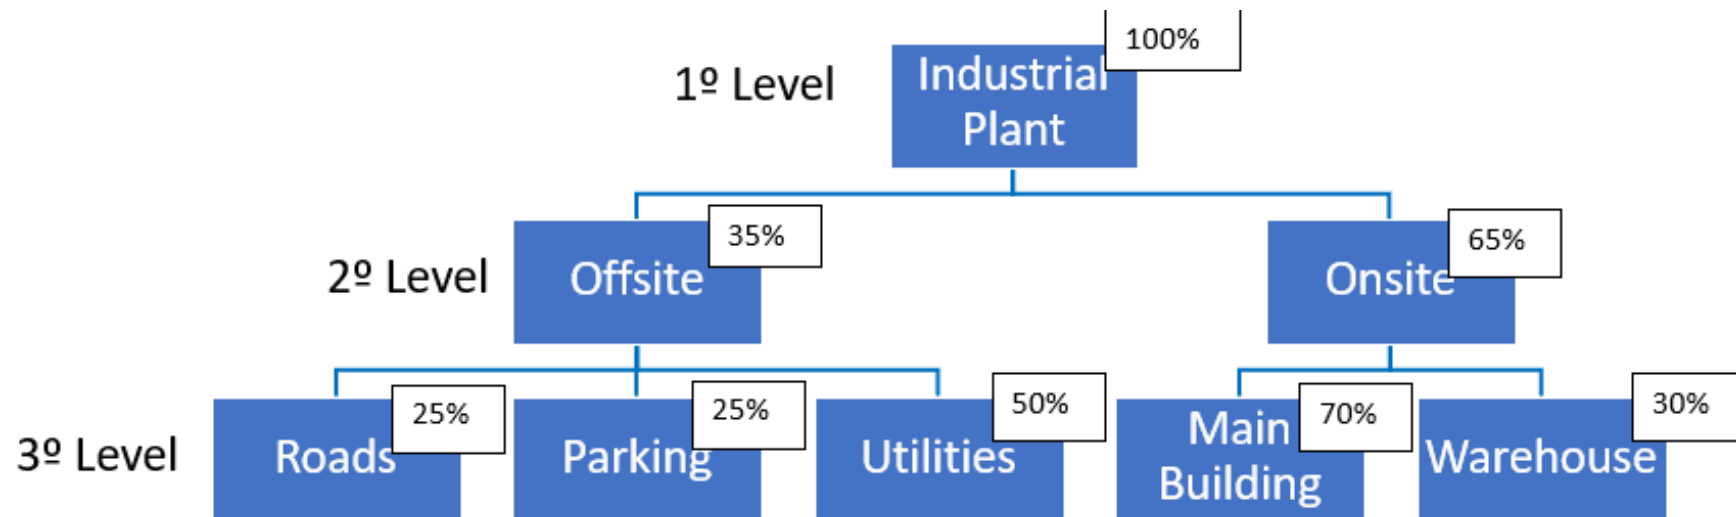 100%
1º Level
Industrial
Plant
35%
65%
2º Level
Offsite
Onsite
25%
25%
50%
70%
30%
3º Level
Roads
Parking
Utilities
Main
Building
Warehouse